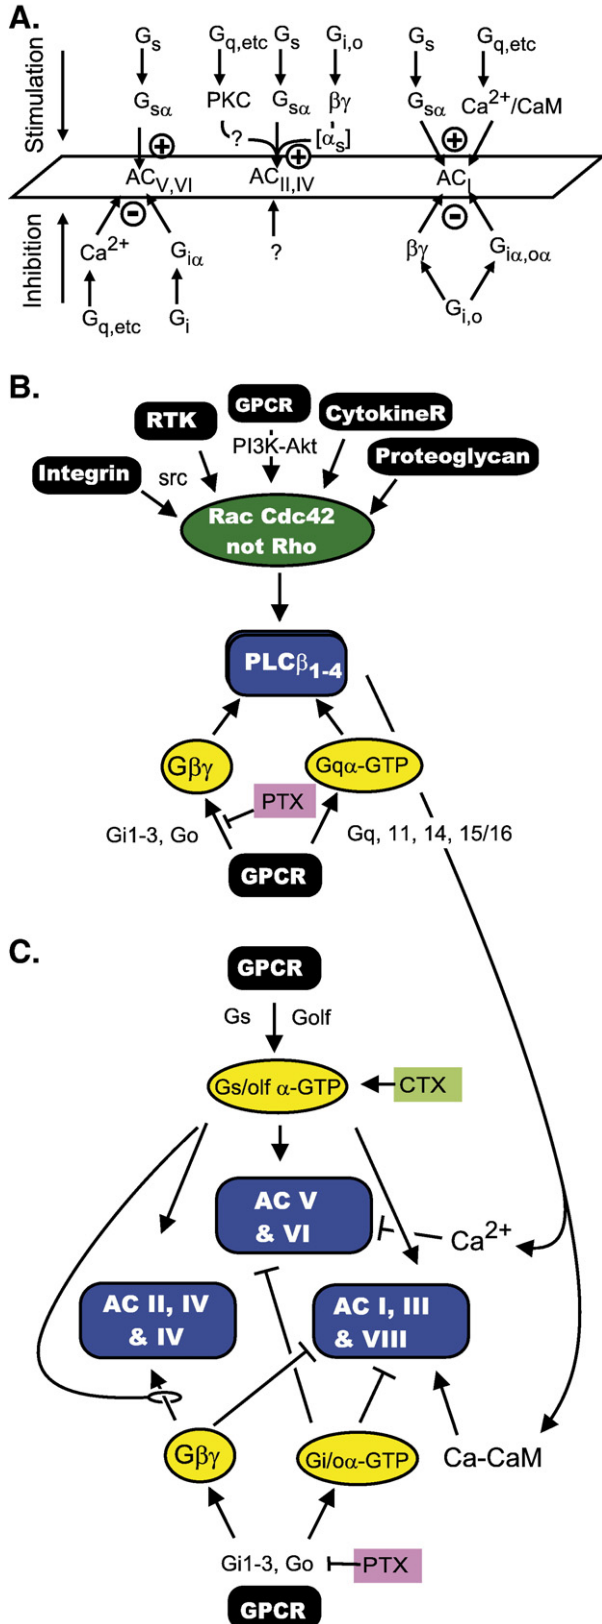 A.
Stimulation
Inhibition
Gs Gq,etc Gs Gi,o Gs Gq,etc
Gsα PKC Gsα βγ Gsα Ca2+/CaM
? [αs]
+ + +
ACV,VI ACII,IV ACI
- -
Ca2+ Giα ? βγ Giα,oα
Gq,etc Gi Gi,o
B.
RTK GPCR CytokineR
PI3K-Akt
Integrin src Proteoglycan
Rac Cdc42
not Rho
PLCβ1-4
Gβγ Gqα-GTP
PTX
Gi1-3, Go Gq, 11, 14, 15/16
GPCR
C.
GPCR
Gs Golf
Gs/olf α-GTP CTX
AC V
& VI
Ca2+
AC II, IV
& IV
AC I, III
& VIII
Gβγ Gi/oα-GTP Ca-CaM
Gi1-3, Go PTX
GPCR